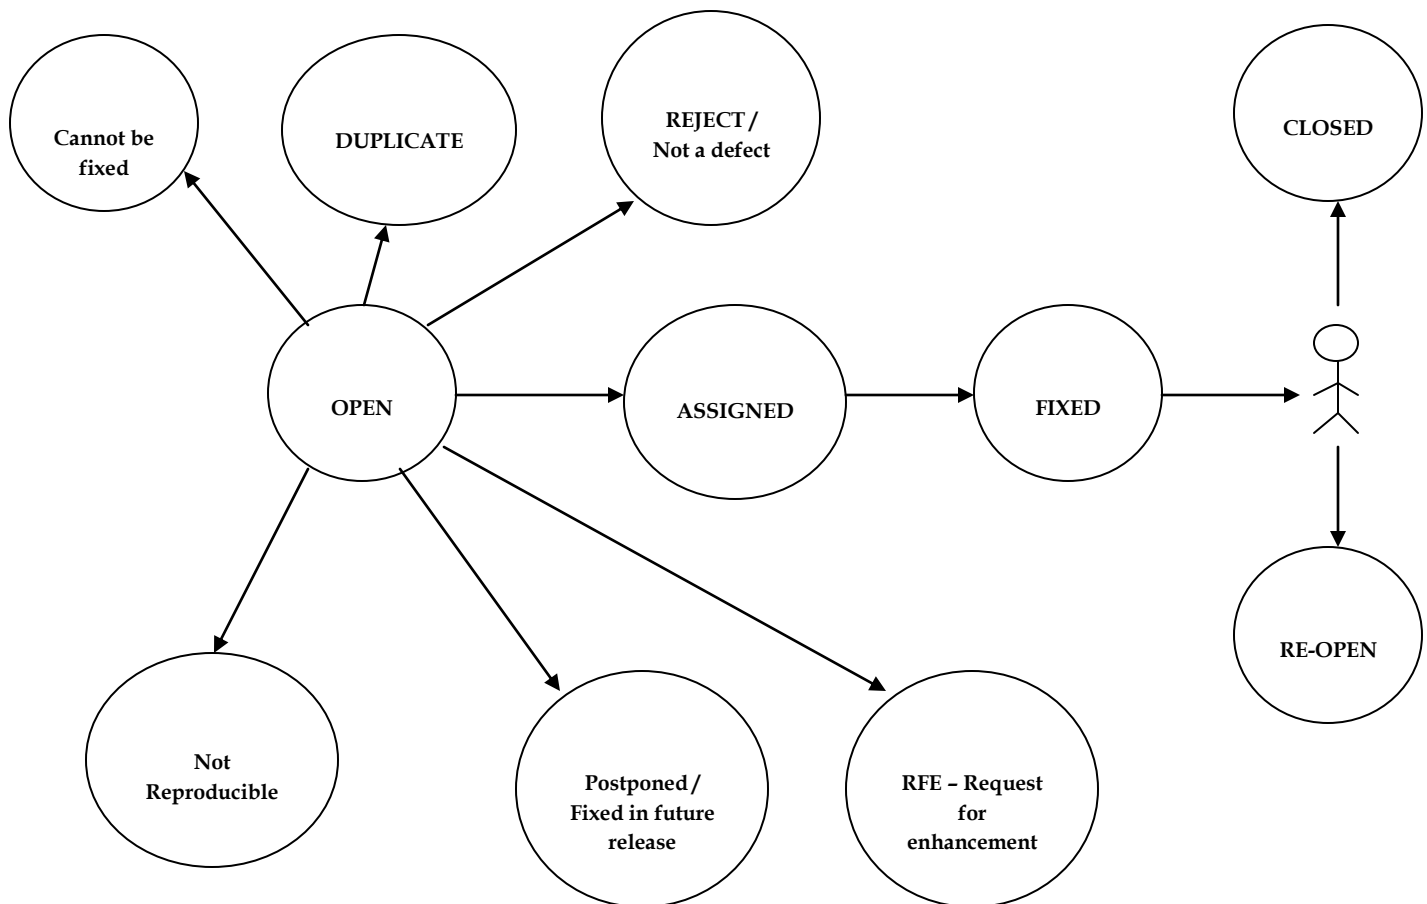 Cannot be
fixed
DUPLICATE
REJECT /
Not a defect
CLOSED
OPEN
ASSIGNED
FIXED
RE-OPEN
Not
Reproducible
Postponed /
Fixed in future
release
RFE – Request
for
enhancement